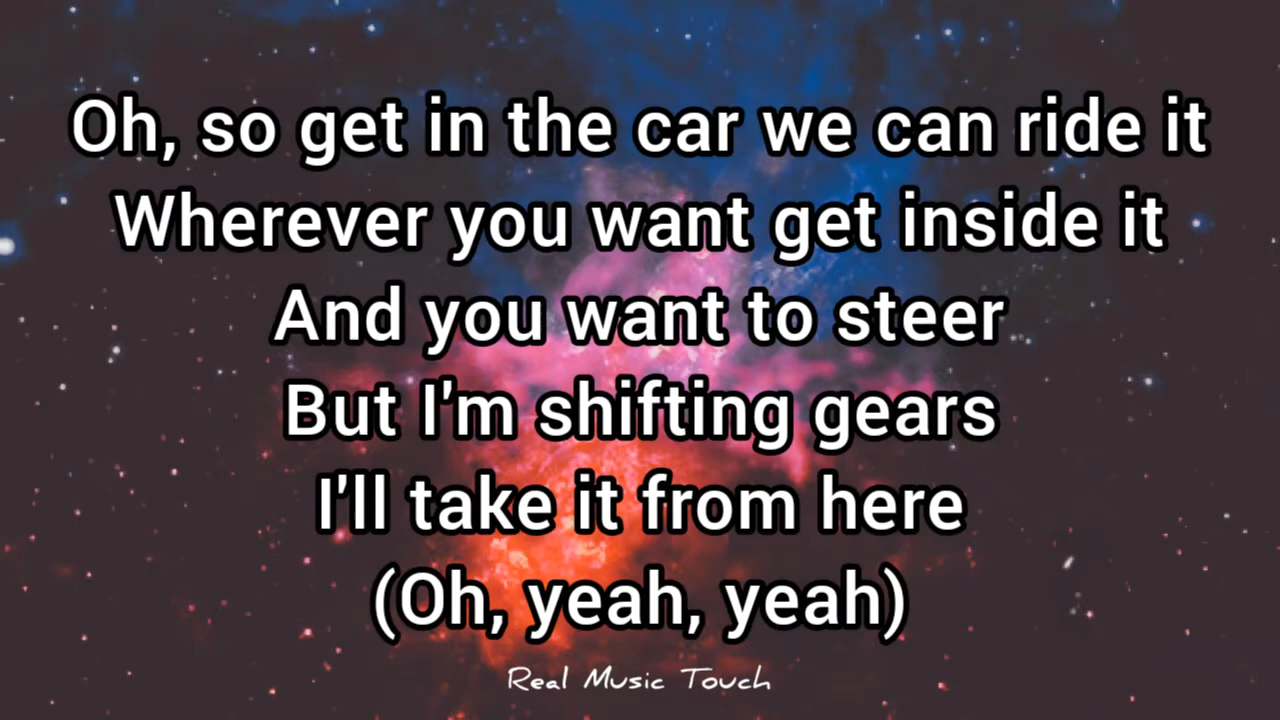 Oh, so get in the car we can ride it
Wherever you want get inside it
And you want to steer
But I'm shifting gears
I'll take it from here
(Oh, yeah, yeah)
Real Music Touch